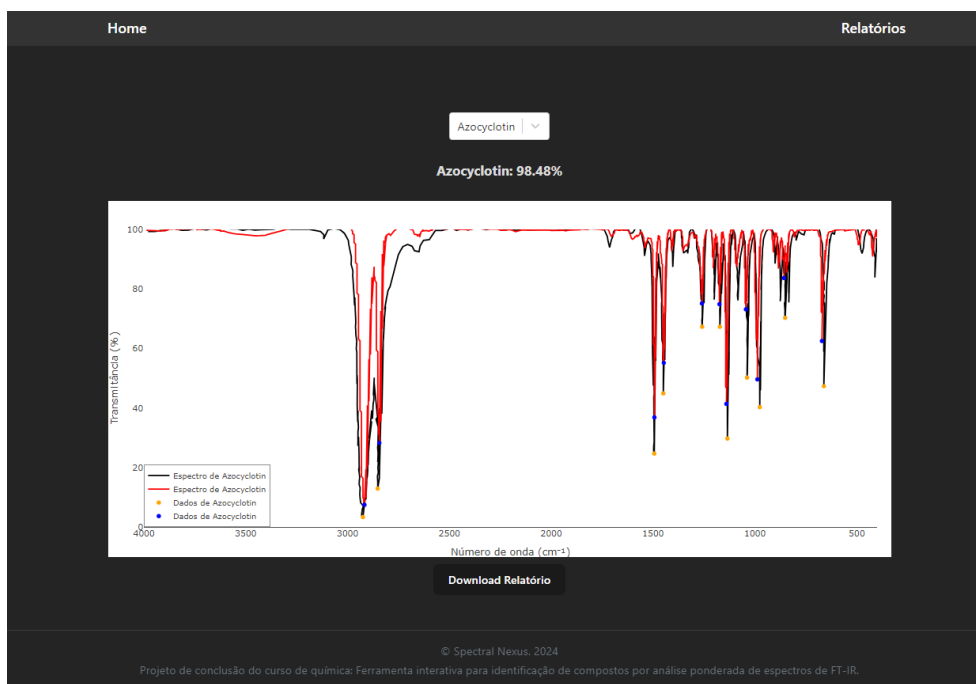 Home
Relatórios
Azocyclotin
Azocyclotin: 98.48%
100
80
60
40
20
0
Transmitância (%)
Espectro de Azocyclotin
Espectro de Azocyclotin
Dados de Azocyclotin
Dados de Azocyclotin
4000 3500 3000 2500 2000 1500 1000 500
Número de onda (cm⁻¹)
Download Relatório
© Spectral Nexus. 2024
Projeto de conclusão do curso de química: Ferramenta interativa para identificação de compostos por análise ponderada de espectros de FT-IR.